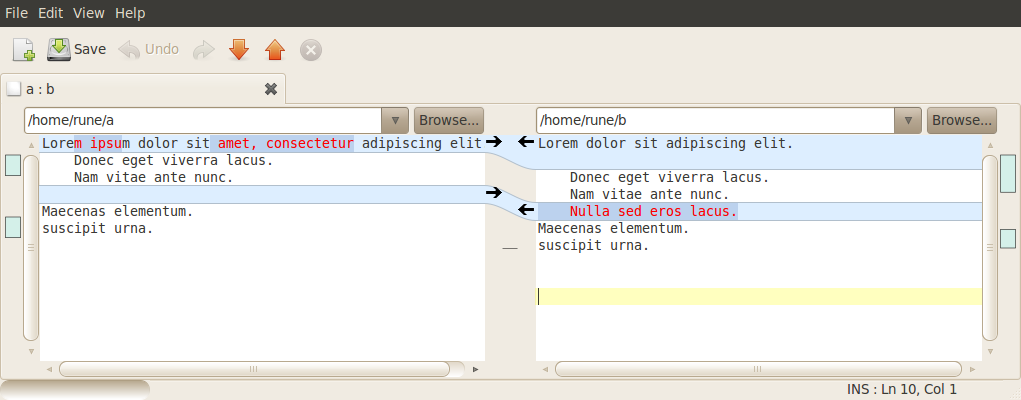 File Edit View Help
Save Undo
a : b
/home/rune/a Browse... /home/rune/b Browse...
Lorem ipsum dolor sit amet, consectetur adipiscing elit
Donec eget viverra lacus.
Nam vitae ante nunc.
Maecenas elementum.
suscipit urna.
Lorem dolor sit adipiscing elit.
Donec eget viverra lacus.
Nam vitae ante nunc.
Nulla sed eros lacus.
Maecenas elementum.
suscipit urna.
INS : Ln 10, Col 1